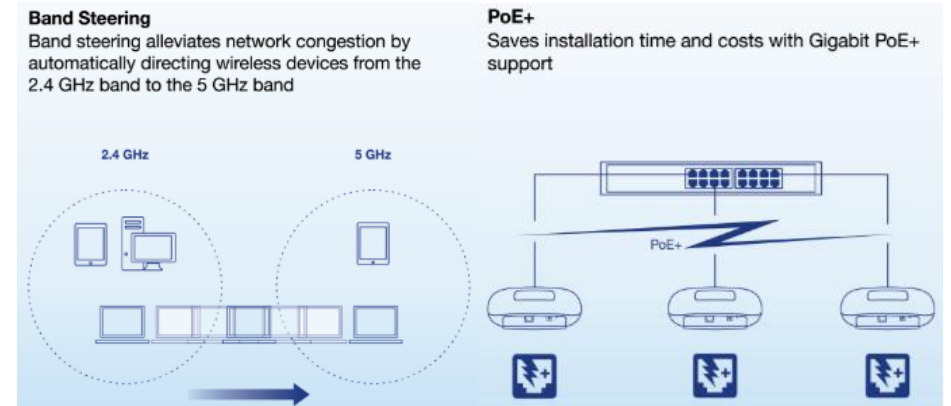 Band Steering
Band steering alleviates network congestion by
automatically directing wireless devices from the
2.4 GHz band to the 5 GHz band
2.4 GHz
5 GHz
PoE+
Saves installation time and costs with Gigabit PoE+
support
PoE+
+
+
+